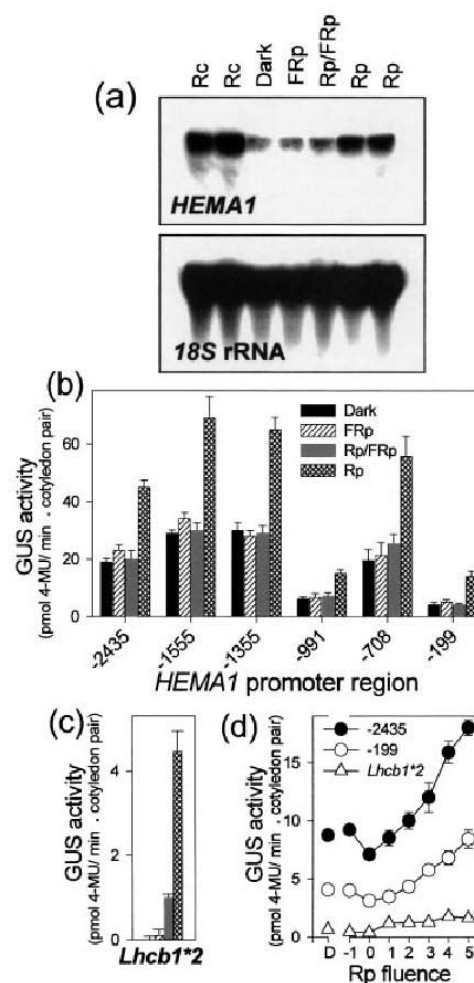 Rc Rc Dark FRp Rp/FRp Rp Rp
(a)
HEMA1
18S rRNA
(b)
GUS activity
(pmol 4-MU/ min . cotyledon pair)
60
40
20
0
Dark
FRp
Rp/FRp
Rp
-2435 -1555 -1355 -991 -708 -199
HEMA1 promoter region
(c)
GUS activity
(pmol 4-MU/ min . cotyledon pair)
4
2
0
Lhcb1*2
(d)
GUS activity
(pmol 4-MU/ min . cotyledon pair)
15
10
5
0
-2435
-199
Lhcb1*2
D -1 0 1 2 3 4 5
Rp fluence